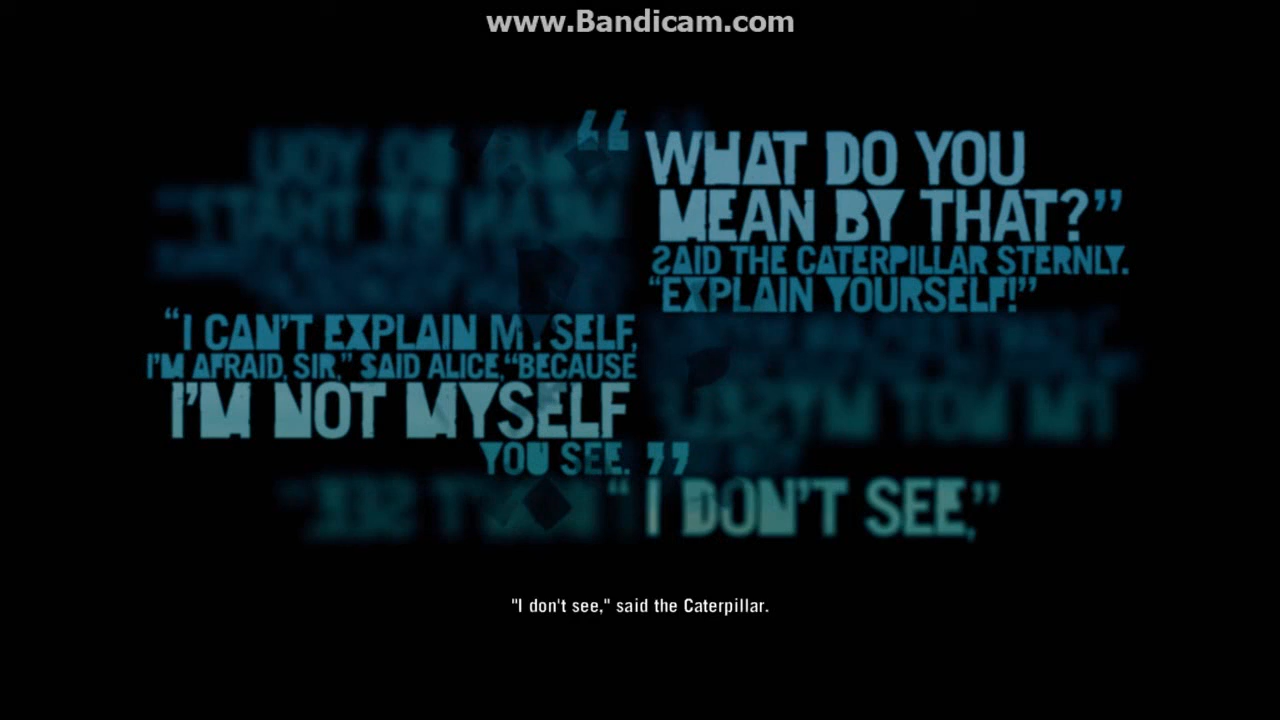 www.Bandicam.com
“WHAT DO YOU
MEAN BY THAT?”
SAID THE CATERPILLAR STERNLY.
“EXPLAIN YOURSELF!”
“I CAN'T EXPLAIN MYSELF,
I'M AFRAID, SIR,” SAID ALICE, “BECAUSE
I'M NOT MYSELF
YOU SEE.”
“I DON'T SEE,”
"I don't see," said the Caterpillar.